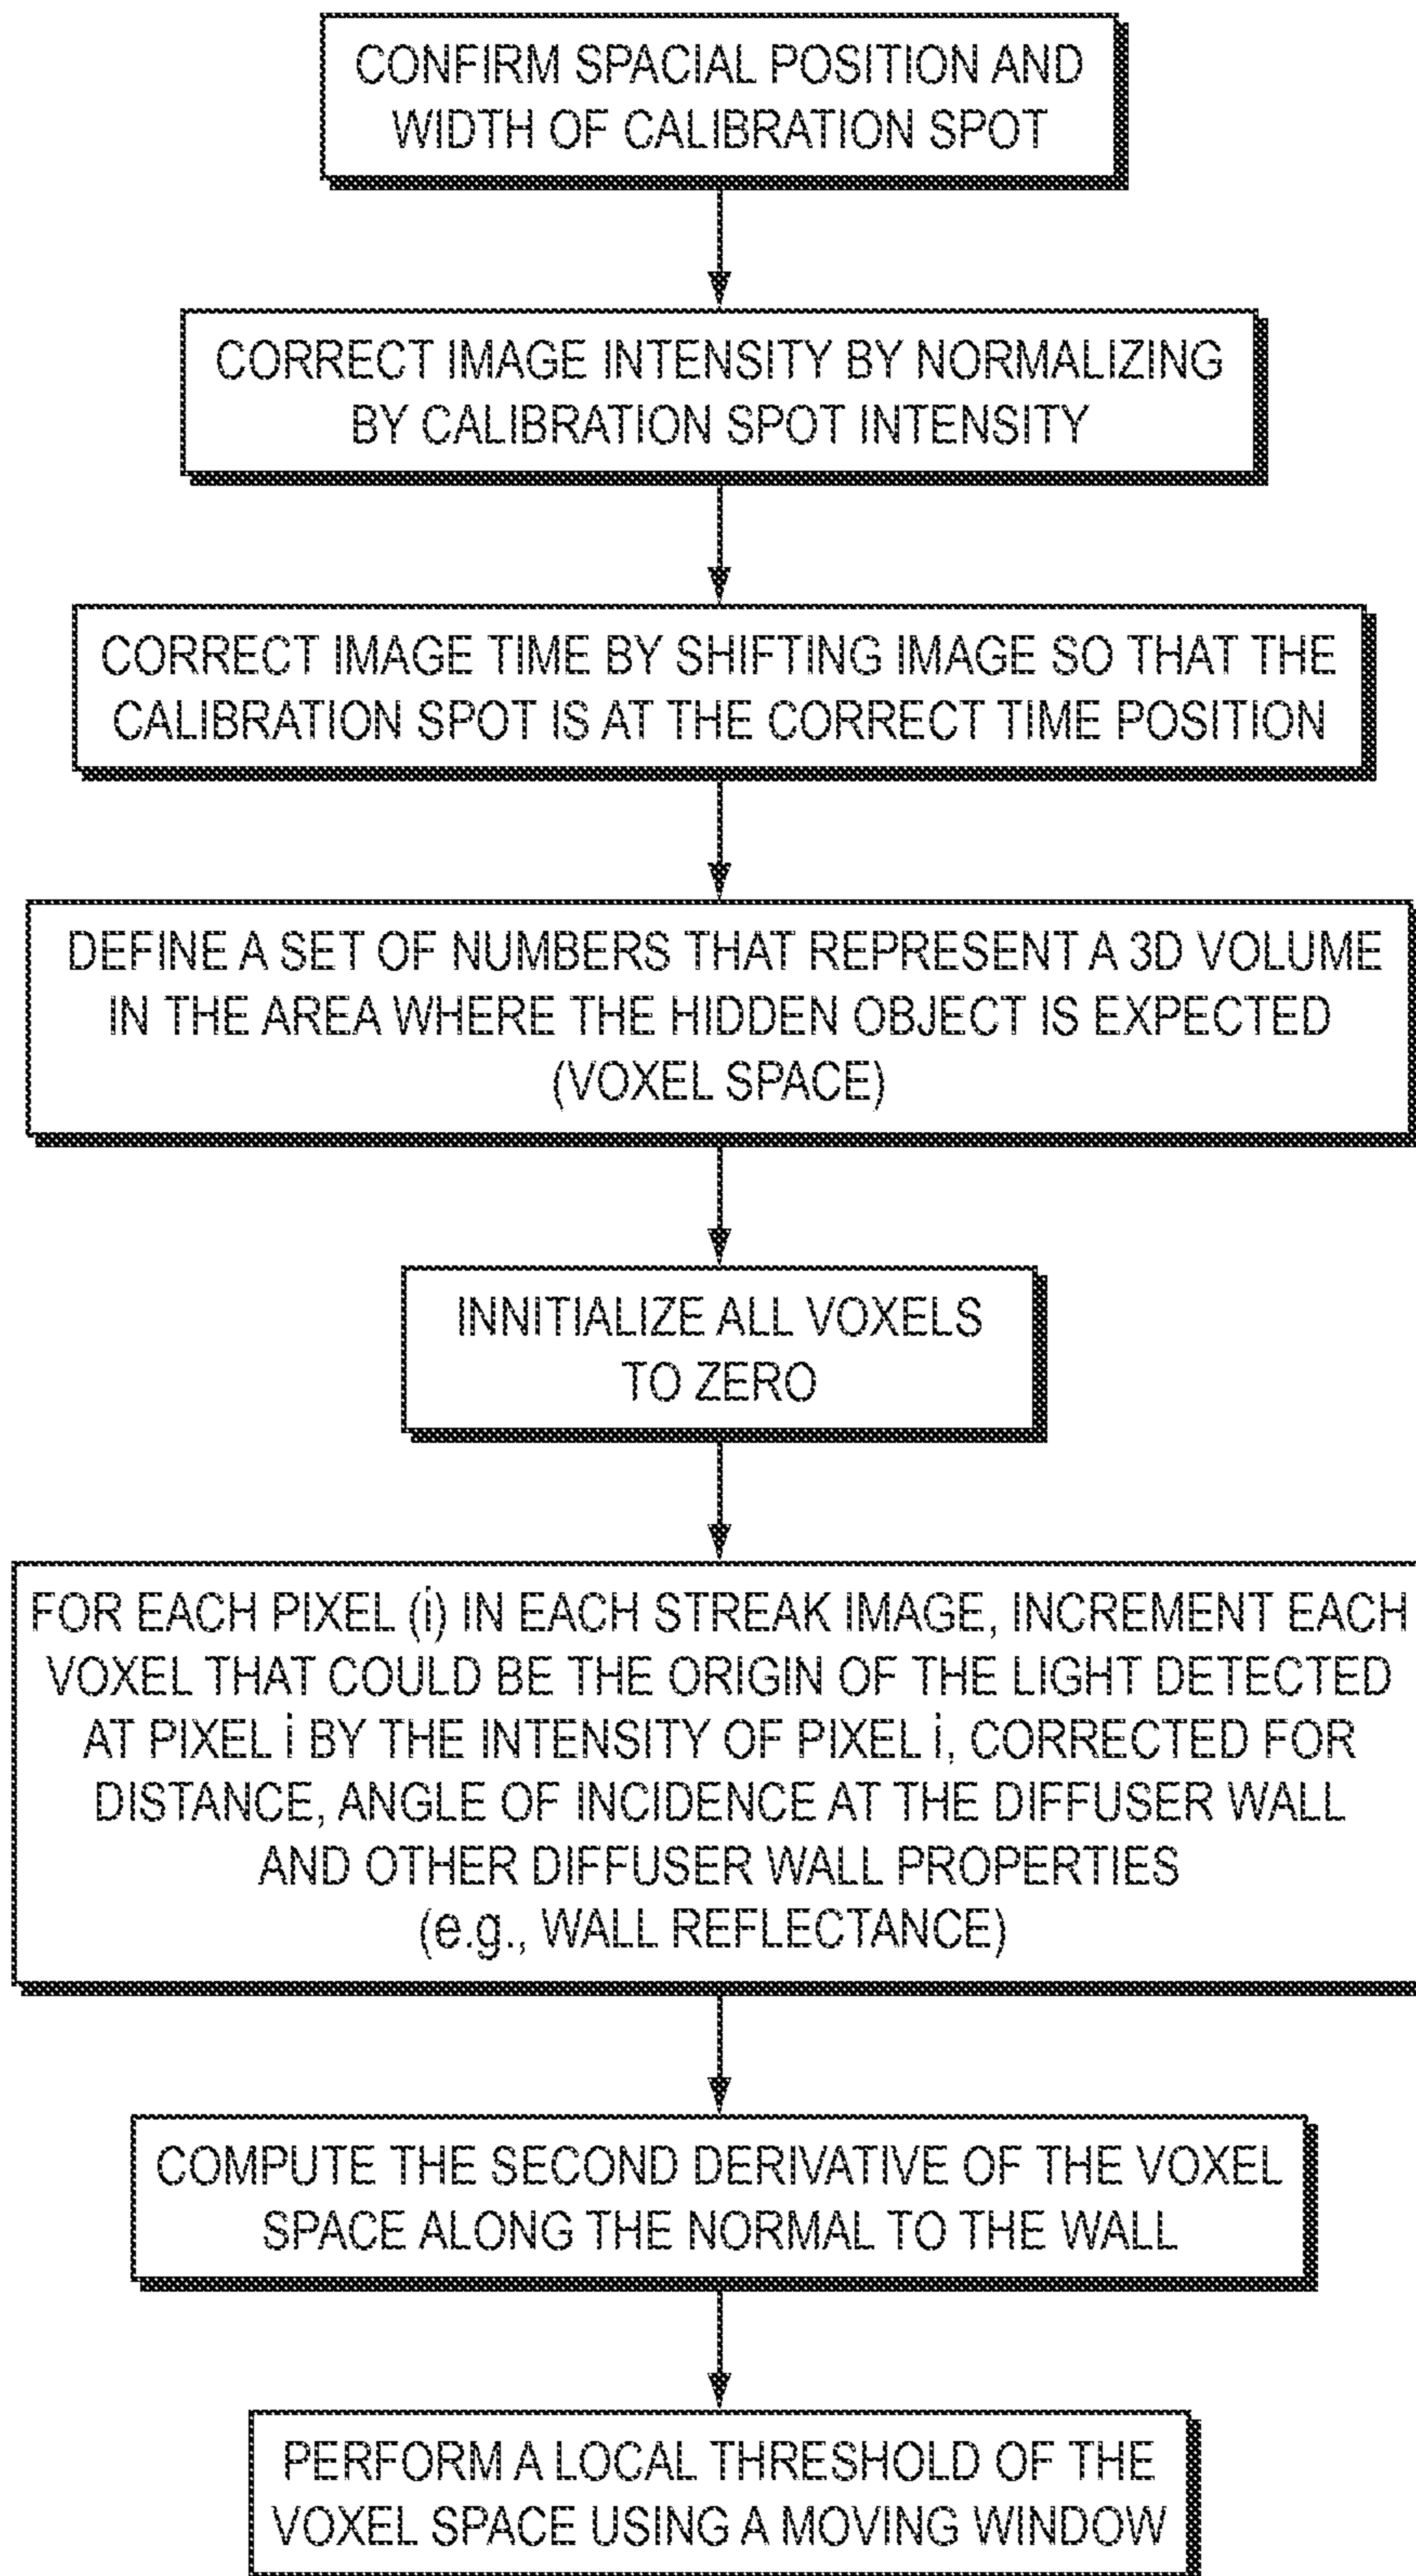 CONFIRM SPACIAL POSITION AND
WIDTH OF CALIBRATION SPOT
CORRECT IMAGE INTENSITY BY NORMALIZING
BY CALIBRATION SPOT INTENSITY
CORRECT IMAGE TIME BY SHIFTING IMAGE SO THAT THE
CALIBRATION SPOT IS AT THE CORRECT TIME POSITION
DEFINE A SET OF NUMBERS THAT REPRESENT A 3D VOLUME
IN THE AREA WHERE THE HIDDEN OBJECT IS EXPECTED
(VOXEL SPACE)
INNITIALIZE ALL VOXELS
TO ZERO
FOR EACH PIXEL (i) IN EACH STREAK IMAGE, INCREMENT EACH
VOXEL THAT COULD BE THE ORIGIN OF THE LIGHT DETECTED
AT PIXEL i BY THE INTENSITY OF PIXEL i, CORRECTED FOR
DISTANCE, ANGLE OF INCIDENCE AT THE DIFFUSER WALL
AND OTHER DIFFUSER WALL PROPERTIES
(e.g., WALL REFLECTANCE)
COMPUTE THE SECOND DERIVATIVE OF THE VOXEL
SPACE ALONG THE NORMAL TO THE WALL
PERFORM A LOCAL THRESHOLD OF THE
VOXEL SPACE USING A MOVING WINDOW